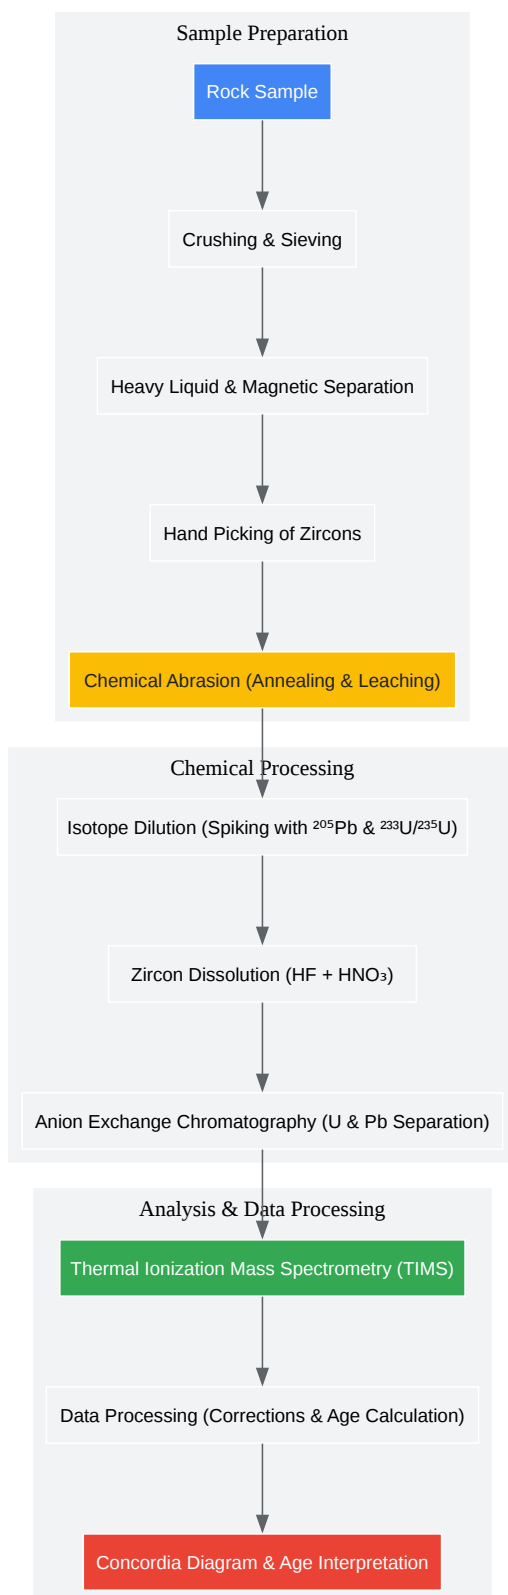 Sample Preparation
Rock Sample
Crushing & Sieving
Heavy Liquid & Magnetic Separation
Hand Picking of Zircons
Chemical Abrasion (Annealing & Leaching)
Chemical Processing
Isotope Dilution (Spiking with ²⁰⁵Pb & ²³³U/²³⁵U)
Zircon Dissolution (HF + HNO₃)
Anion Exchange Chromatography (U & Pb Separation)
Analysis & Data Processing
Thermal Ionization Mass Spectrometry (TIMS)
Data Processing (Corrections & Age Calculation)
Concordia Diagram & Age Interpretation